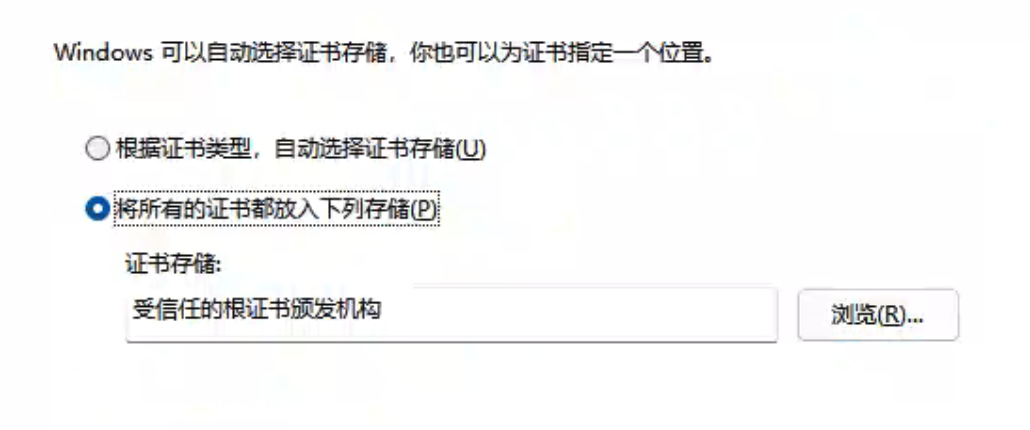 Windows 可以自动选择证书存储，你也可以为证书指定一个位置。
根据证书类型，自动选择证书存储(U)
将所有的证书都放入下列存储(P)
证书存储:
受信任的根证书颁发机构
浏览(R)...